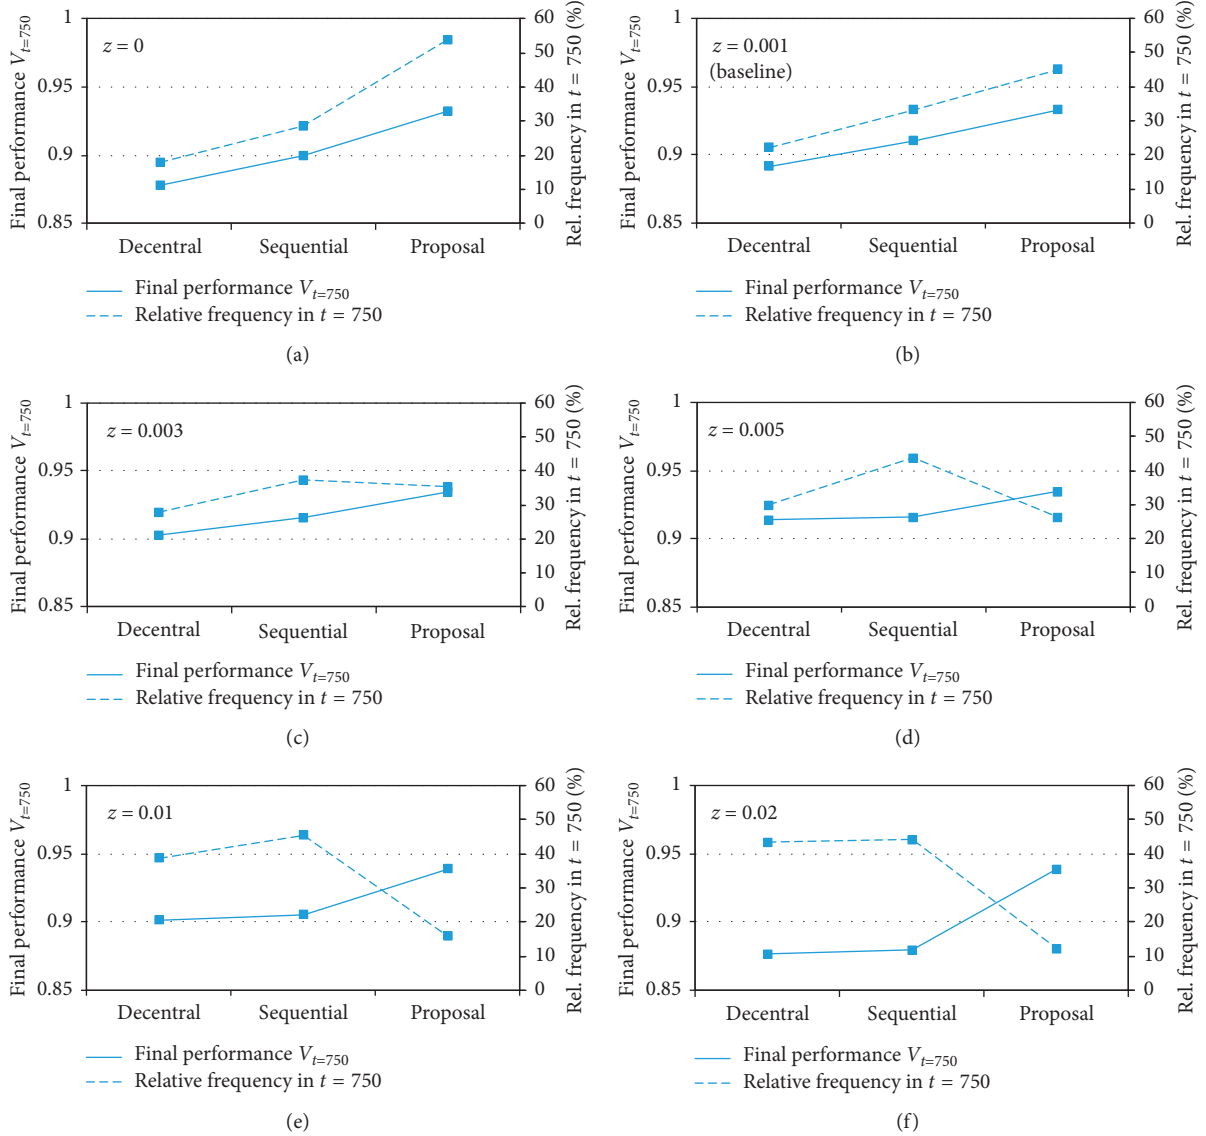 Final performance V_{t=750}
1
0.95
0.9
0.85
z = 0
60
50
40
30
20
10
0
Rel. frequency in t = 750 (%)
Decentral Sequential Proposal
Final performance V_{t=750}
Relative frequency in t = 750
(a)
Final performance V_{t=750}
1
0.95
0.9
0.85
z = 0.001
(baseline)
60
50
40
30
20
10
0
Rel. frequency in t = 750 (%)
Decentral Sequential Proposal
Final performance V_{t=750}
Relative frequency in t = 750
(b)
Final performance V_{t=750}
1
0.95
0.9
0.85
z = 0.003
60
50
40
30
20
10
0
Rel. frequency in t = 750 (%)
Decentral Sequential Proposal
Final performance V_{t=750}
Relative frequency in t = 750
(c)
Final performance V_{t=750}
1
0.95
0.9
0.85
z = 0.005
60
50
40
30
20
10
0
Rel. frequency in t = 750 (%)
Decentral Sequential Proposal
Final performance V_{t=750}
Relative frequency in t = 750
(d)
Final performance V_{t=750}
1
0.95
0.9
0.85
z = 0.01
60
50
40
30
20
10
0
Rel. frequency in t = 750 (%)
Decentral Sequential Proposal
Final performance V_{t=750}
Relative frequency in t = 750
(e)
Final performance V_{t=750}
1
0.95
0.9
0.85
z = 0.02
60
50
40
30
20
10
0
Rel. frequency in t = 750 (%)
Decentral Sequential Proposal
Final performance V_{t=750}
Relative frequency in t = 750
(f)